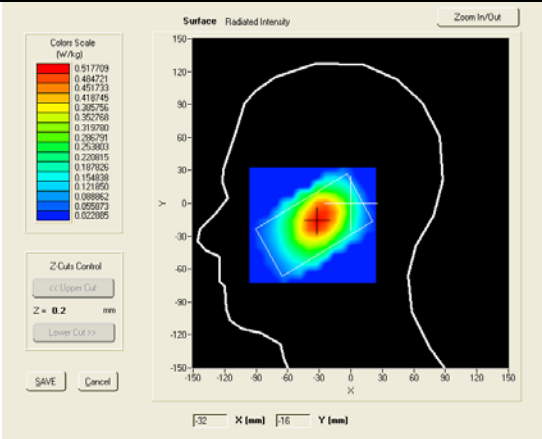 Surface Radiated Intensity
Zoom In/Out
Colors Scale
(W/kg)
0.517709
0.484721
0.451733
0.418745
0.385756
0.352768
0.319780
0.286791
0.253803
0.220815
0.187826
0.154838
0.121850
0.088862
0.055873
0.022885
Z-Cuts Control
<< Upper Cut
Z = 0.2 mm
Lower Cut >>
SAVE Cancel
150
120
90
60
30
0
-30
-60
-90
-120
-150
Y
-150 -120 -90 -60 -30 0 30 60 90 120 150
X
-32 X (mm) -16 Y (mm)